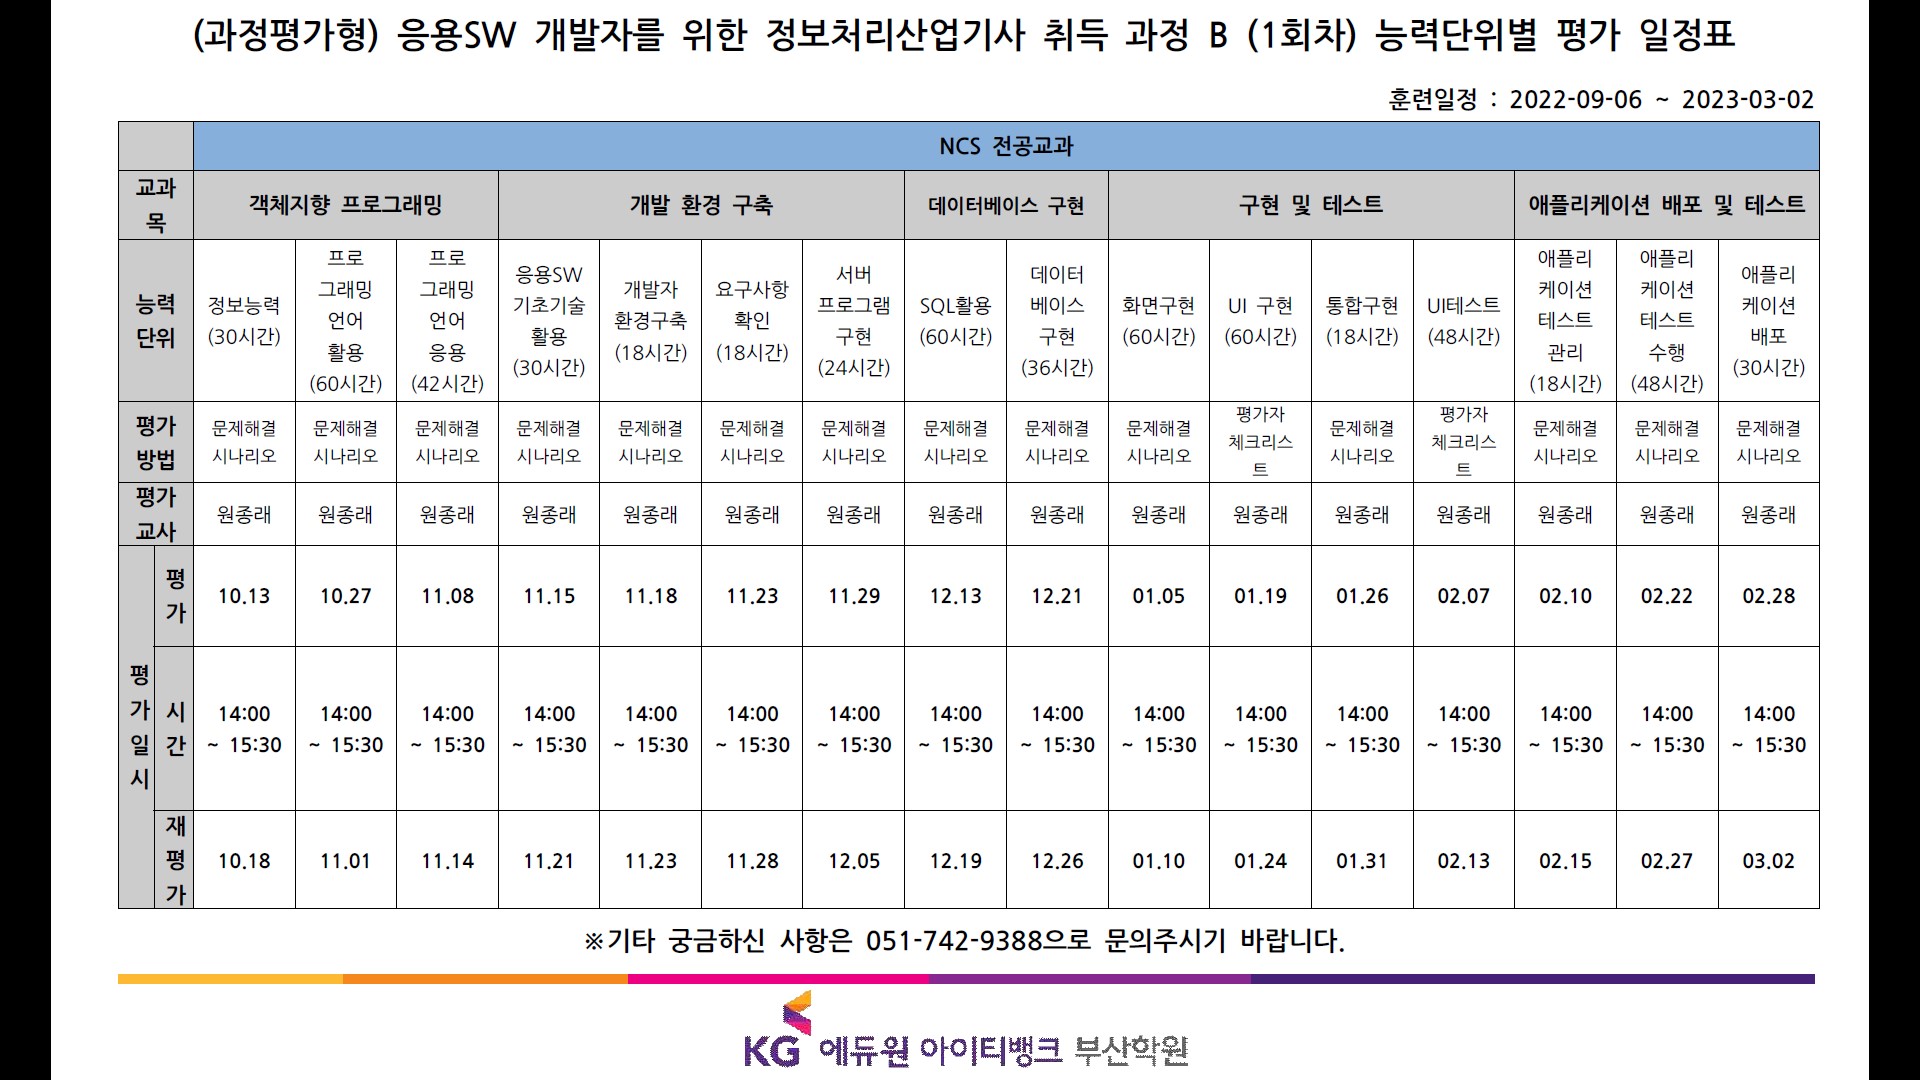 (과정평가형) 응용SW 개발자를 위한 정보처리산업기사 취득 과정 B (1회차) 능력단위별 평가 일정표
훈련일정 : 2022-09-06 ~ 2023-03-02
NCS 전공교과
교과목 객체지향 프로그래밍 개발 환경 구축 데이터베이스 구현 구현 및 테스트 애플리케이션 배포 및 테스트
능력
단위
정보능력
(30시간)
프로
그래밍
언어
활용
(60시간)
프로
그래밍
언어
응용
(42시간)
응용SW
기초기술
활용
(30시간)
개발자
환경구축
(18시간)
요구사항
확인
(18시간)
서버
프로그램
구현
(24시간)
SQL활용
(60시간)
데이터
베이스
구현
(36시간)
화면구현
(60시간)
UI 구현
(60시간)
통합구현
(18시간)
UI테스트
(48시간)
애플리
케이션
테스트
관리
(18시간)
애플리
케이션
테스트
수행
(48시간)
애플리
케이션
배포
(30시간)
평가 문제해결 문제해결 문제해결 문제해결 문제해결 문제해결 문제해결 문제해결 문제해결 문제해결 평가자 문제해결 평가자 문제해결 문제해결 문제해결
방법 시나리오 시나리오 시나리오 시나리오 시나리오 시나리오 시나리오 시나리오 시나리오 시나리오 체크리스트 시나리오 체크리스트 시나리오 시나리오 시나리오
평가
교사 원종래 원종래 원종래 원종래 원종래 원종래 원종래 원종래 원종래 원종래 원종래 원종래 원종래 원종래 원종래 원종래
평가일시
평가 10.13 10.27 11.08 11.15 11.18 11.23 11.29 12.13 12.21 01.05 01.19 01.26 02.07 02.10 02.22 02.28
시간 14:00 14:00 14:00 14:00 14:00 14:00 14:00 14:00 14:00 14:00 14:00 14:00 14:00 14:00 14:00 14:00
~ 15:30 ~ 15:30 ~ 15:30 ~ 15:30 ~ 15:30 ~ 15:30 ~ 15:30 ~ 15:30 ~ 15:30 ~ 15:30 ~ 15:30 ~ 15:30 ~ 15:30 ~ 15:30 ~ 15:30 ~ 15:30
재평가 10.18 11.01 11.14 11.21 11.23 11.28 12.05 12.19 12.26 01.10 01.24 01.31 02.13 02.15 02.27 03.02
※기타 궁금하신 사항은 051-742-9388으로 문의주시기 바랍니다.
KG 에듀원 아이티뱅크 부산학원